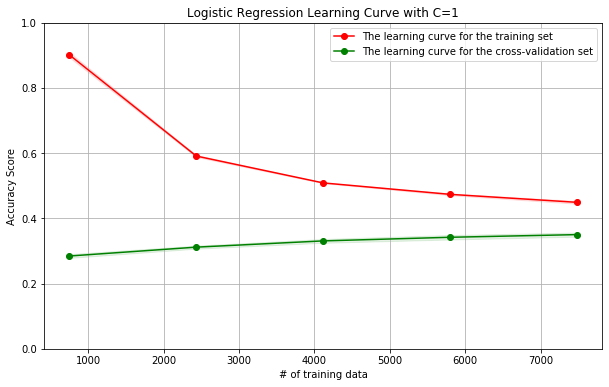 Logistic Regression Learning Curve with C=1
The learning curve for the training set
The learning curve for the cross-validation set
Accuracy Score
1.0
0.8
0.6
0.4
0.2
0.0
1000 2000 3000 4000 5000 6000 7000
# of training data